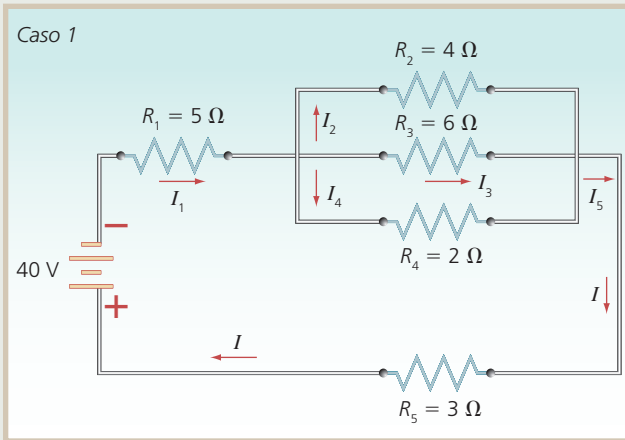 Caso 1
R₂ = 4 Ω
R₁ = 5 Ω
I₂
R₃ = 6 Ω
I₁
I₄
I₃
I₅
−
R₄ = 2 Ω
40 V
+
I
I
R₅ = 3 Ω